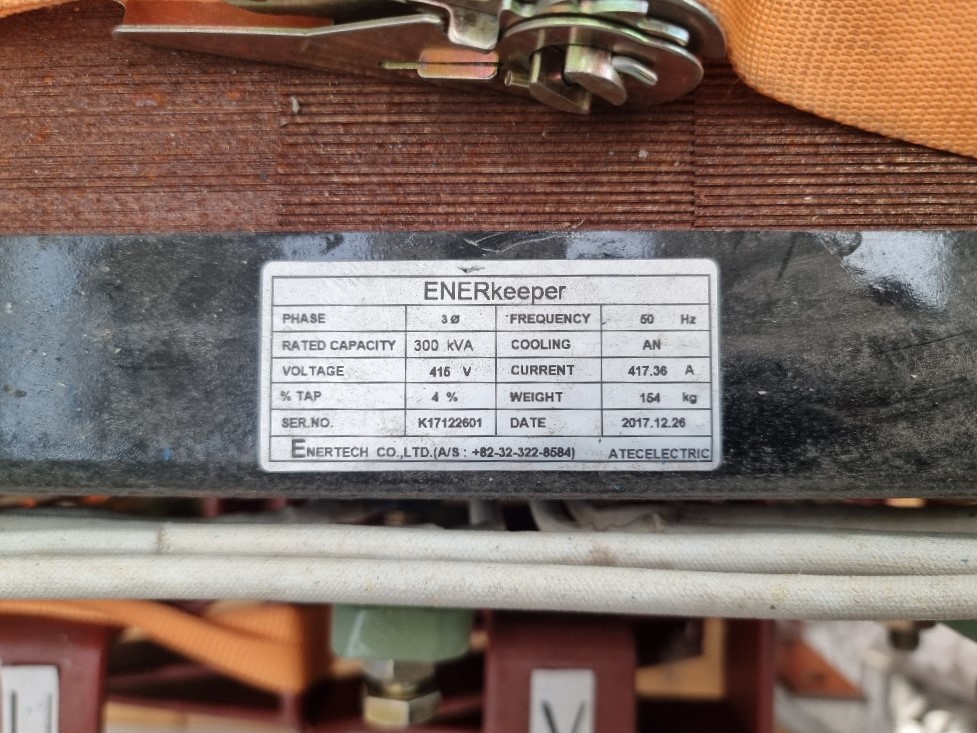 ENERkeeper
PHASE 3Ø FREQUENCY 50 Hz
RATED CAPACITY 300 kVA COOLING AN
VOLTAGE 415 V CURRENT 417.36 A
% TAP 4 % WEIGHT 154 kg
SER.NO. K17122601 DATE 2017.12.26
ENERTECH CO.,LTD.(A/S : +82-32-322-8584) ATECELECTRIC